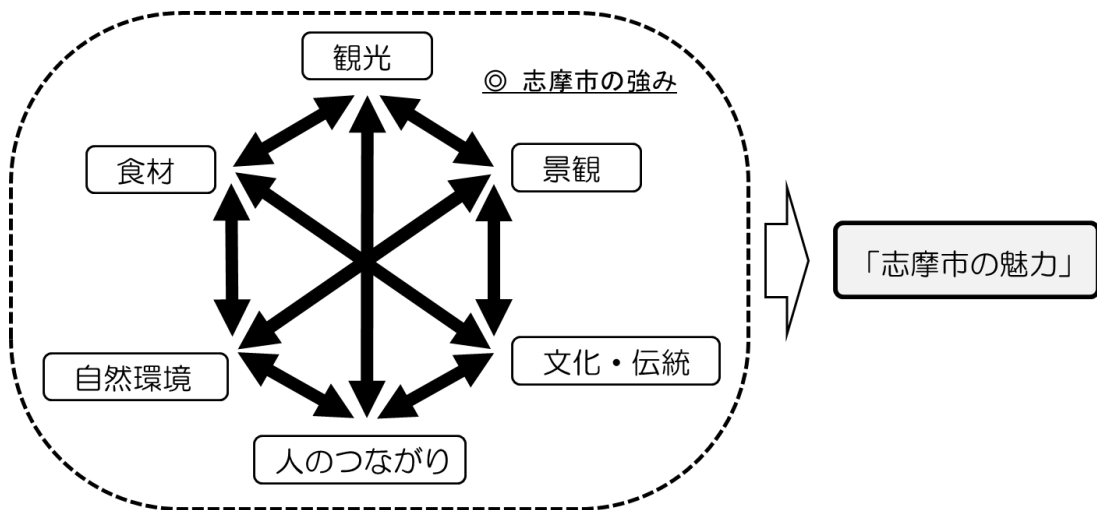 観光
◎ 志摩市の強み
食材
景観
「志摩市の魅力」
自然環境
文化・伝統
人のつながり